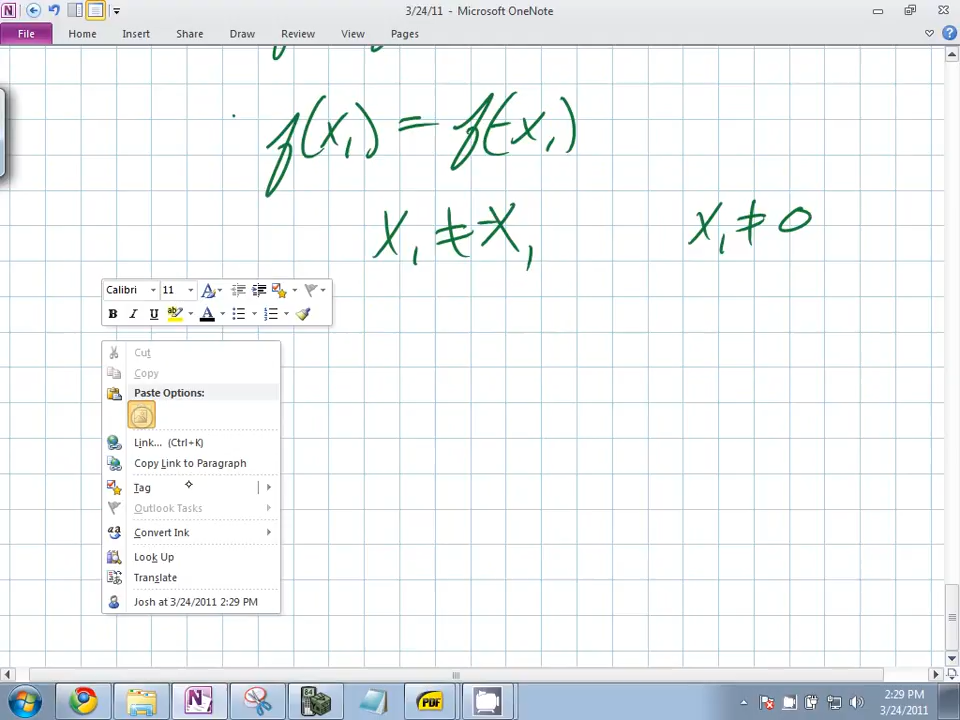 3/24/11 - Microsoft OneNote
File Home Insert Share Draw Review View Pages
f(x₁) = f(-x₁)
x₁ ≠ -x₁ x₁ ≠ 0
Calibri 11
B I U ab A
Cut
Copy
Paste Options:
Link... (Ctrl+K)
Copy Link to Paragraph
Tag
Outlook Tasks
Convert Ink
Look Up
Translate
Josh at 3/24/2011 2:29 PM
PDF
2:29 PM
3/24/2011